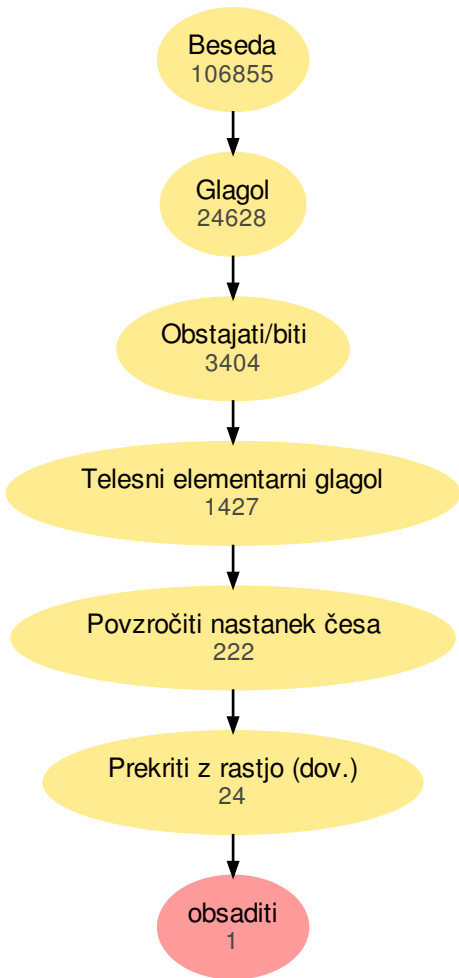 Beseda
106855
Glagol
24628
Obstajati/biti
3404
Telesni elementarni glagol
1427
Povzročiti nastanek česa
222
Prekriti z rastjo (dov.)
24
obsaditi
1